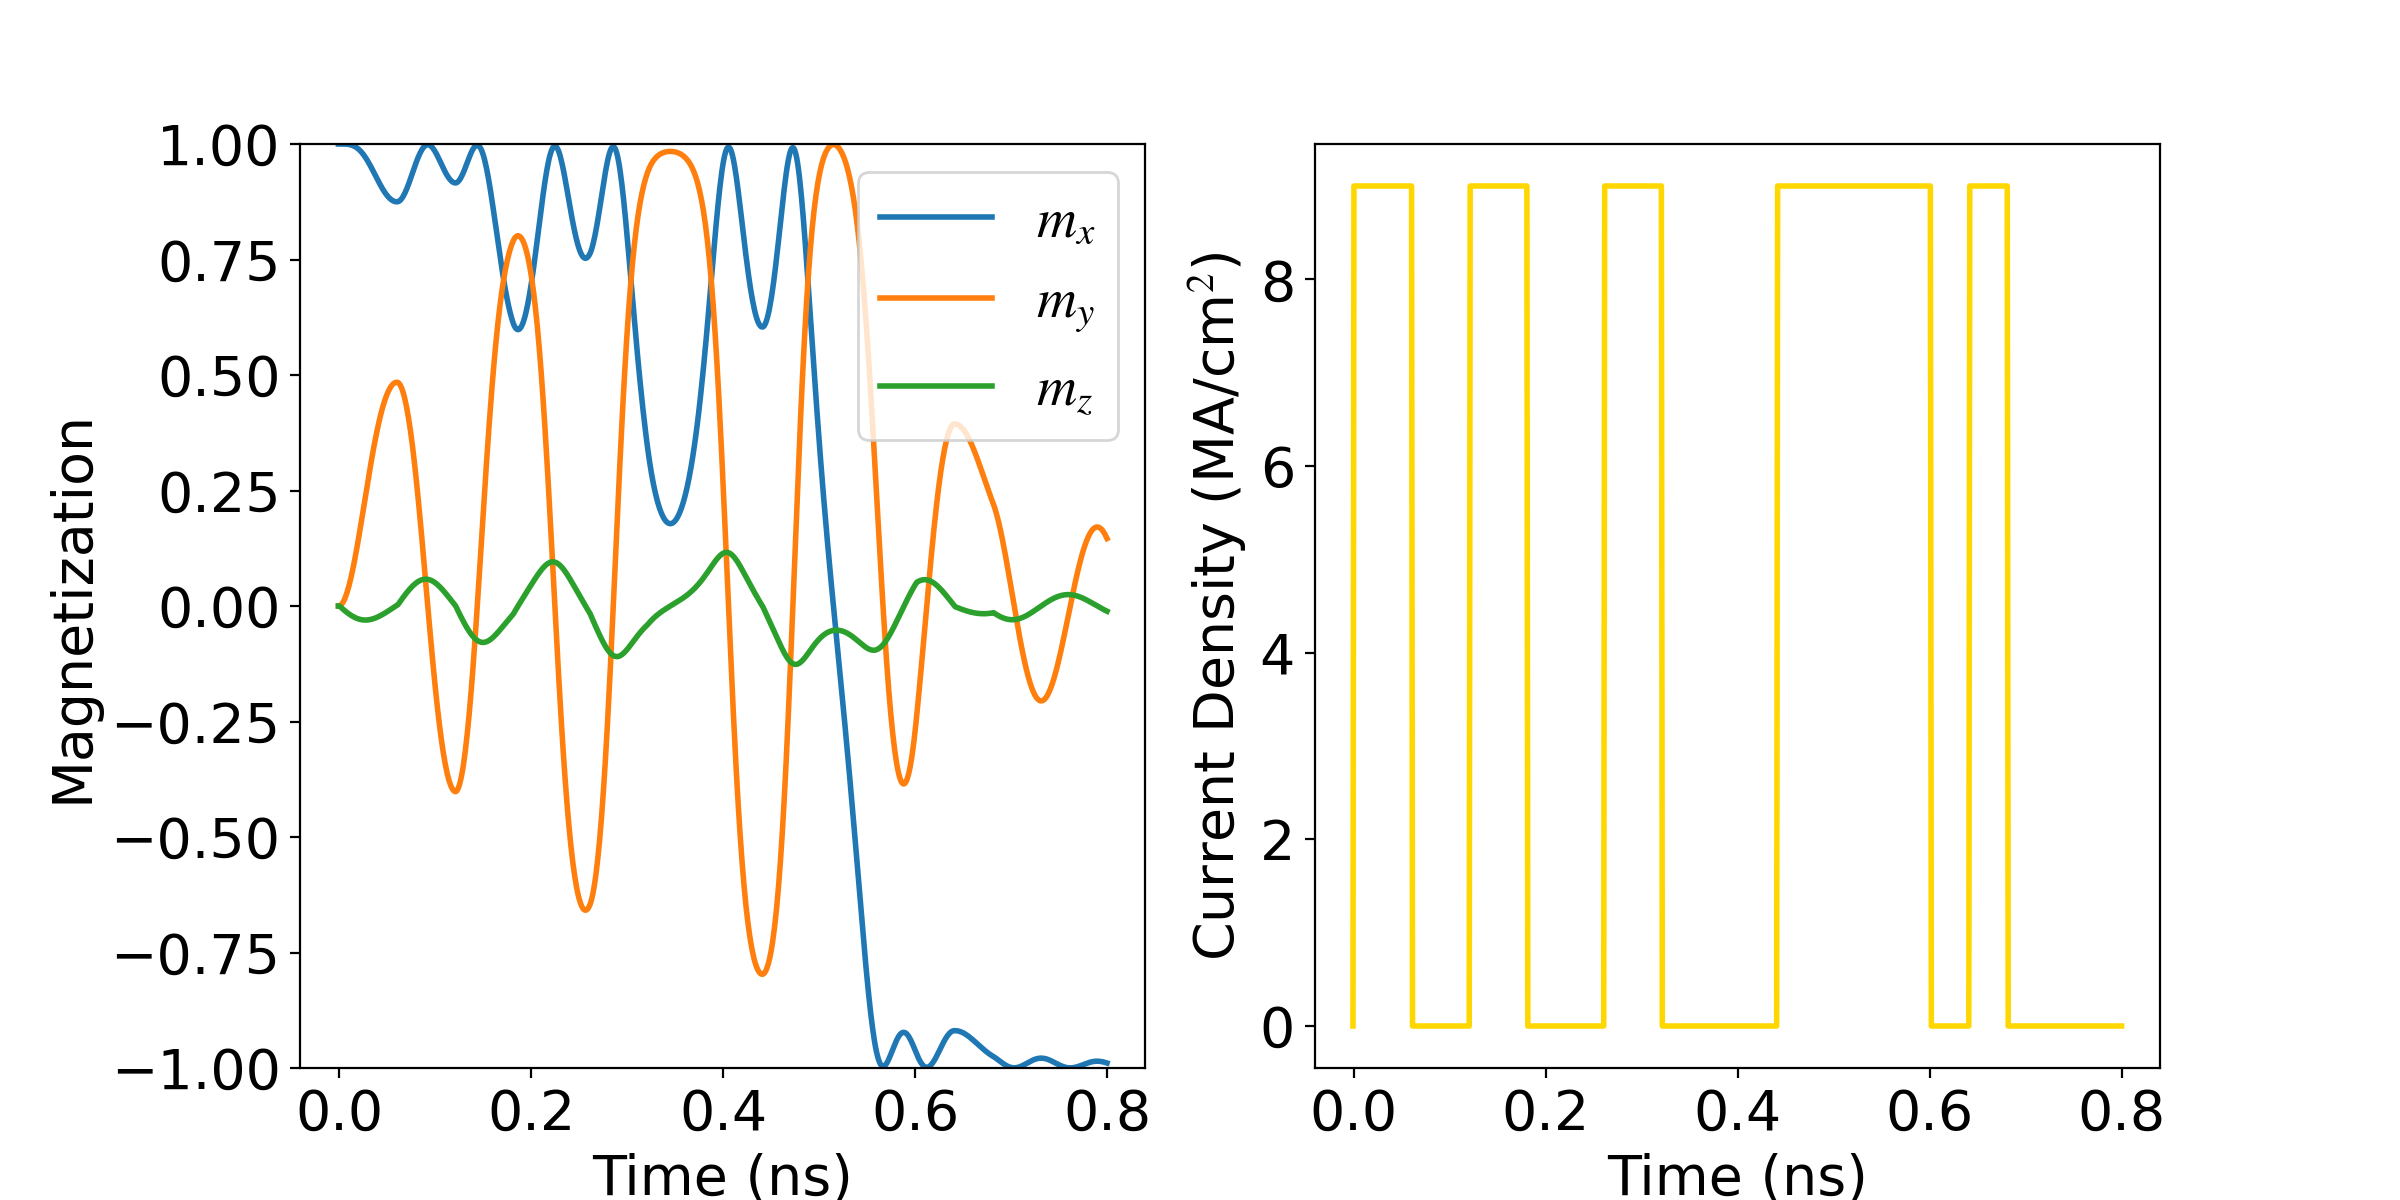 1.00
0.75
0.50
0.25
0.00
−0.25
−0.50
−0.75
−1.00
Magnetization
0.0 0.2 0.4 0.6 0.8
Time (ns)
mₓ
m_y
m_z
8
6
4
2
0
Current Density (MA/cm²)
0.0 0.2 0.4 0.6 0.8
Time (ns)